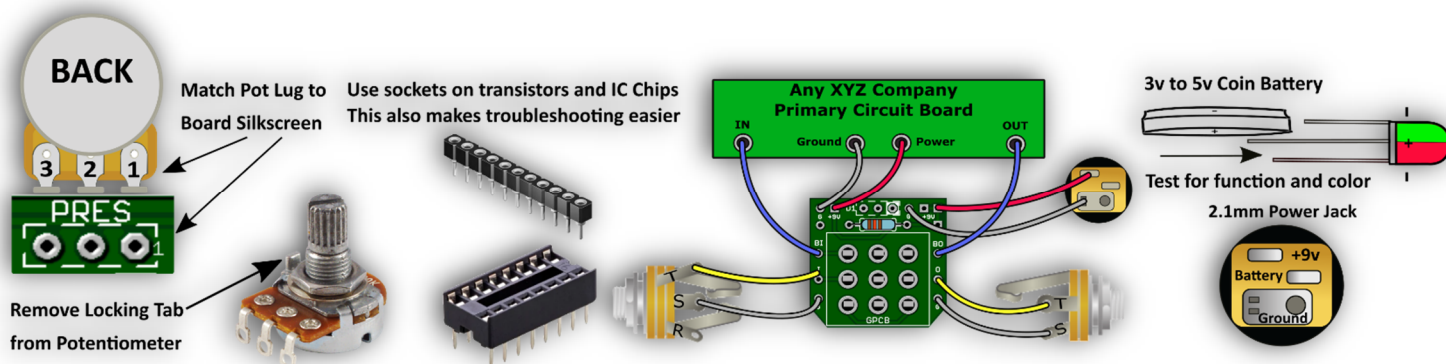 BACK
3 2 1
PRES
1
Match Pot Lug to
Board Silkscreen
Remove Locking Tab
from Potentiometer
Use sockets on transistors and IC Chips
This also makes troubleshooting easier
Any XYZ Company
Primary Circuit Board
IN
Ground
Power
OUT
G +9v D1 G +9v
BI
BO
GPCB
T
S
R
T
S
3v to 5v Coin Battery
-
+
-
+
-
Test for function and color
2.1mm Power Jack
+9v
Battery
Ground